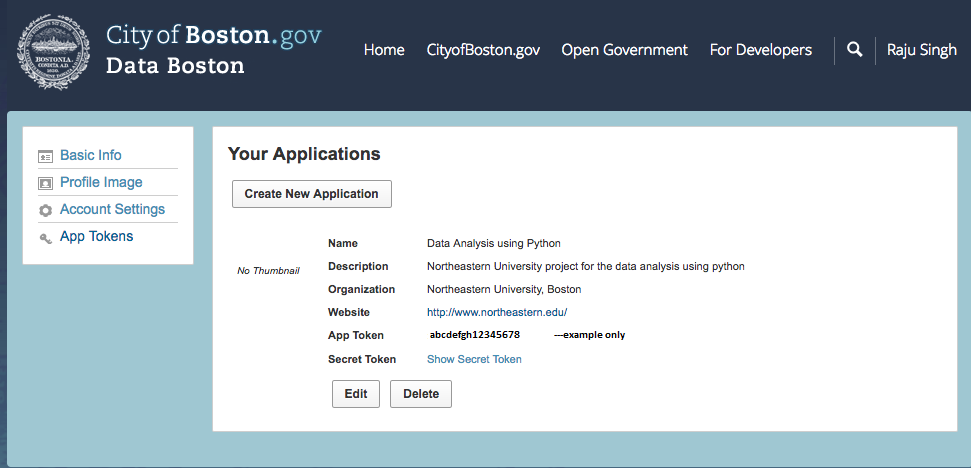 City of Boston.gov
Data Boston
BOSTONIA.
CONDITA A.D.
Home CityofBoston.gov Open Government For Developers Raju Singh
Basic Info
Profile Image
Account Settings
App Tokens
Your Applications
Create New Application
No Thumbnail
Name Data Analysis using Python
Description Northeastern University project for the data analysis using python
Organization Northeastern University, Boston
Website http://www.northeastern.edu/
App Token abcdefgh12345678 ---example only
Secret Token Show Secret Token
Edit Delete